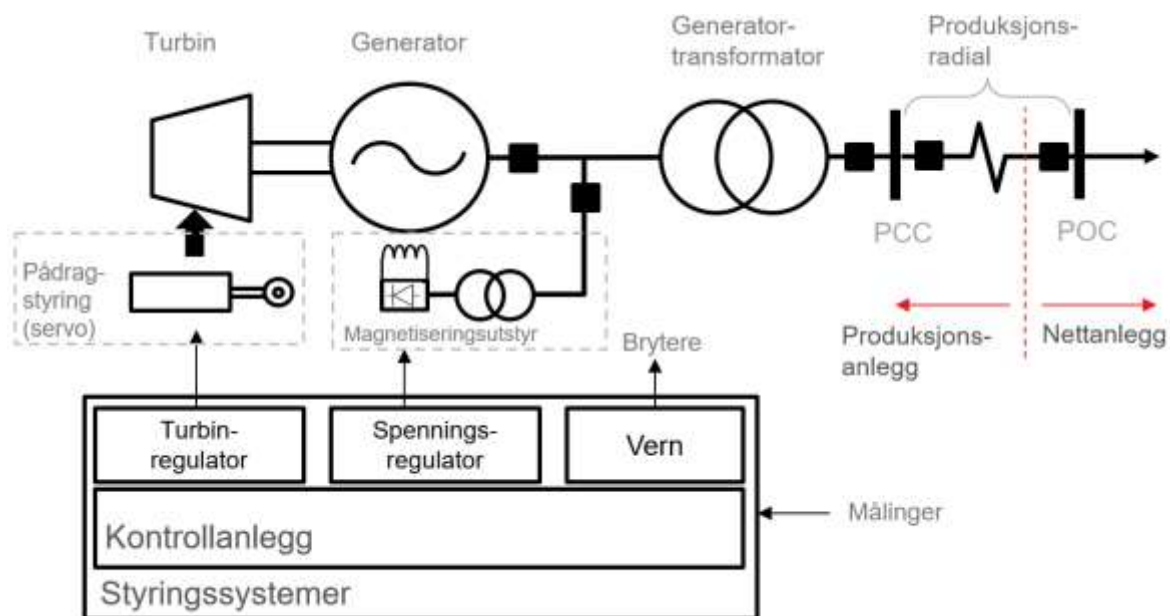 Turbin
Generator
Generator-
transformator
Produksjons-
radial
PCC
POC
Pådrag-
styring
(servo)
Magnetiseringsutstyr
Brytere
Produksjons-
anlegg
Nettanlegg
Turbin-
regulator
Spennings-
regulator
Vern
Kontrollanlegg
Målinger
Styringssystemer